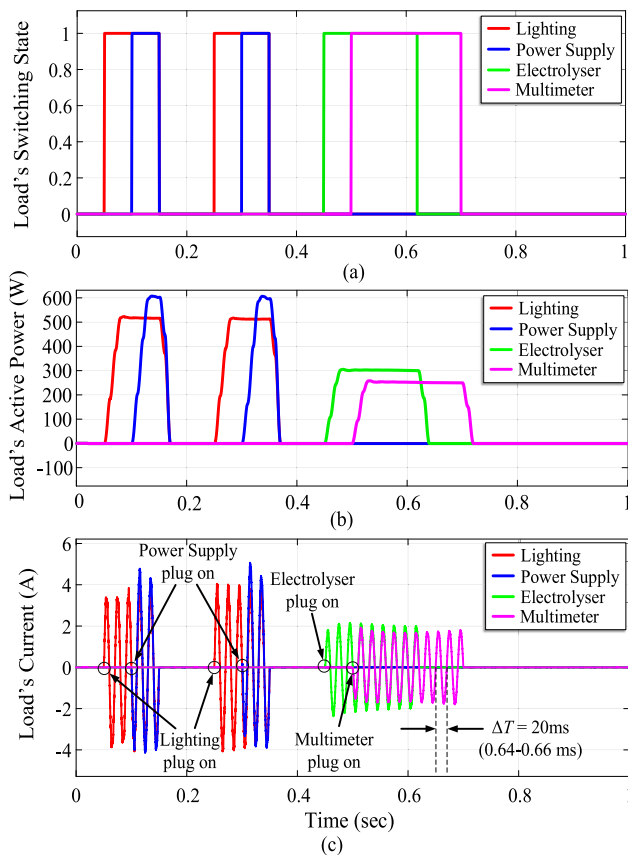 Load's Switching State
1
0.8
0.6
0.4
0.2
0
0 0.2 0.4 0.6 0.8 1
Lighting
Power Supply
Electrolyser
Multimeter
(a)
Load's Active Power (W)
600
500
400
300
200
100
0
-100
0 0.2 0.4 0.6 0.8 1
Lighting
Power Supply
Electrolyser
Multimeter
(b)
Load's Current (A)
6
4
2
0
-2
-4
0 0.2 0.4 0.6 0.8 1
Power Supply
plug on
Electrolyser
plug on
Lighting
plug on
Multimeter
plug on
ΔT = 20ms
(0.64-0.66 ms)
Lighting
Power Supply
Electrolyser
Multimeter
Time (sec)
(c)